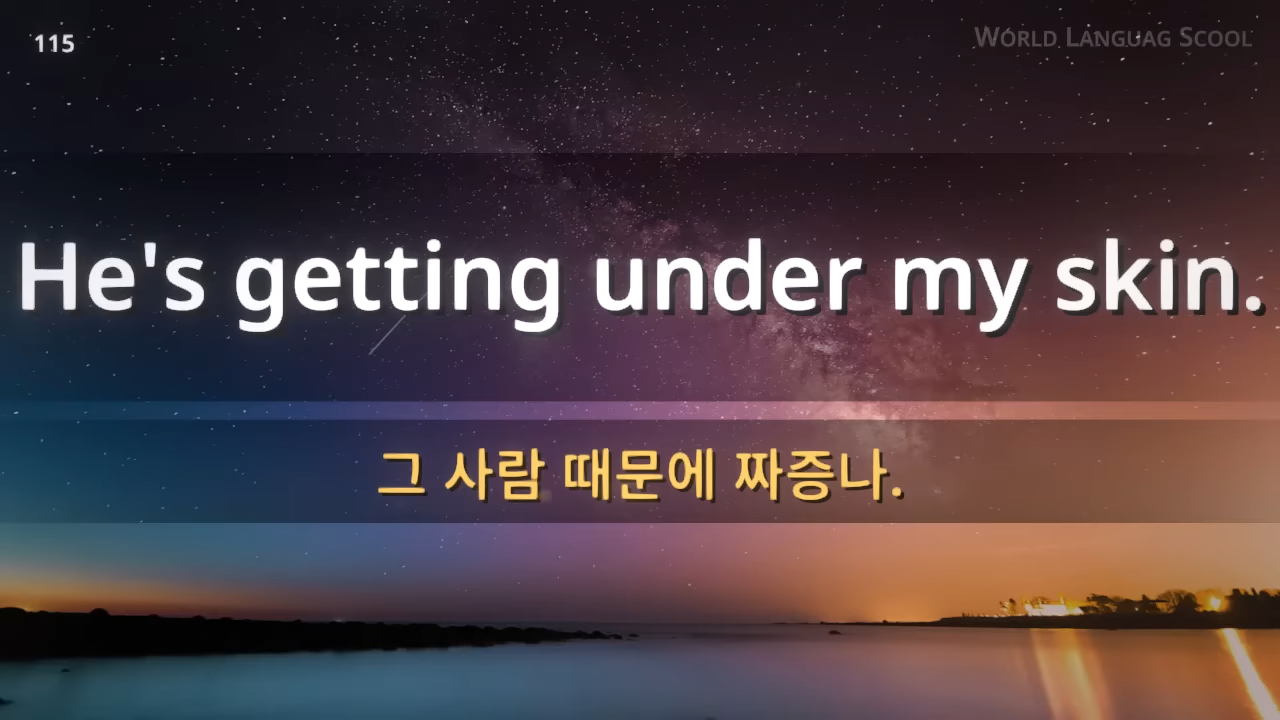 115
WORLD LANGUAG SCOOL
He's getting under my skin.
그 사람 때문에 짜증나.